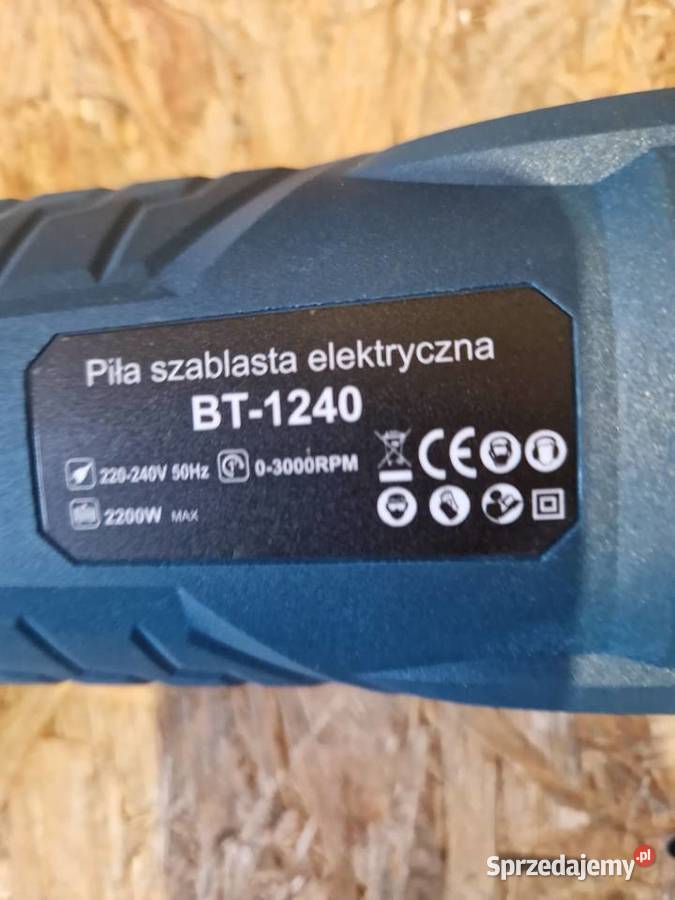 Piła szablasta elektryczna
BT-1240
220-240V 50Hz 0-3000RPM
2200W MAX
CE
Sprzedajemy.pl